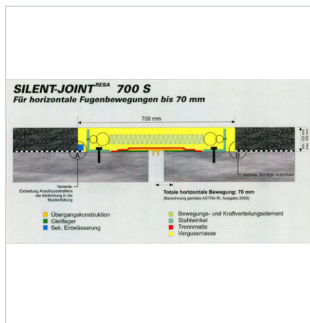 SILENT-JOINT RESA 700 S
Für horizontale Fugenbewegungen bis 70 mm
700 mm
A
Variante
Totale horizontale Bewegung: 70 mm
Übergangskonstruktion
Gleitlager
Sek. Entwässerung
Bewegungs- und Kraftverteilungselement
Stahlwinkel
Trennmatte
Vergussmasse